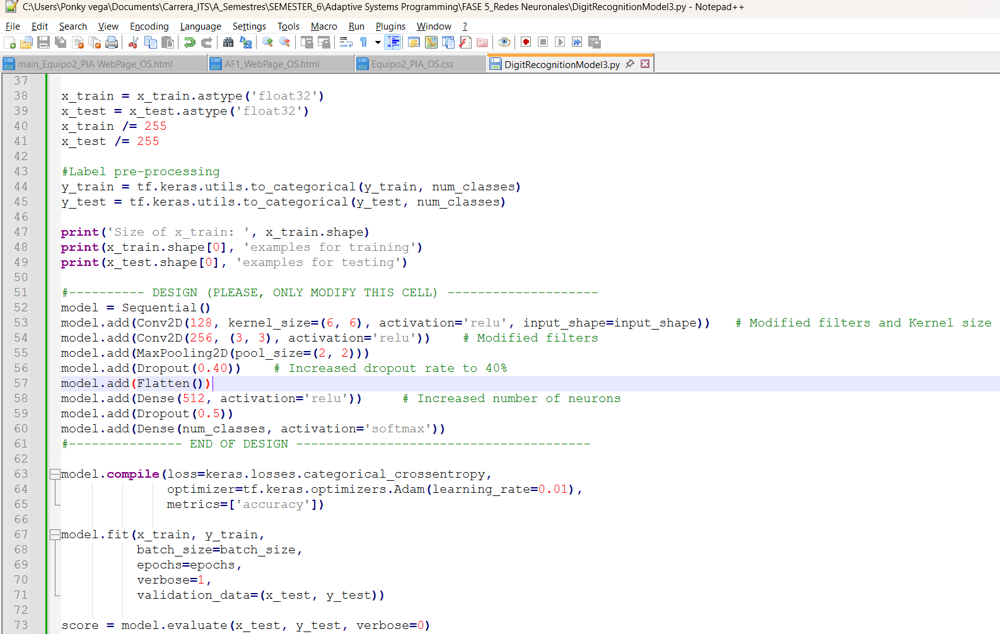 C:\Users\Ponky vega\Documents\Carrera_ITS\A_Semestres\SEMESTER_6\Adaptive Systems Programming\FASE 5_Redes Neuronales\DigitRecognitionModel3.py - Notepad++
File Edit Search View Encoding Language Settings Tools Macro Run Plugins Window ?
main_Equipo2_PIA WebPage_OS.html AF1_WebPage_OS.html Equipo2_PIA_OS.css DigitRecognitionModel3.py
37
38 x_train = x_train.astype('float32')
39 x_test = x_test.astype('float32')
40 x_train /= 255
41 x_test /= 255
42
43 #Label pre-processing
44 y_train = tf.keras.utils.to_categorical(y_train, num_classes)
45 y_test = tf.keras.utils.to_categorical(y_test, num_classes)
46
47 print('Size of x_train: ', x_train.shape)
48 print(x_train.shape[0], 'examples for training')
49 print(x_test.shape[0], 'examples for testing')
50
51 #---------- DESIGN (PLEASE, ONLY MODIFY THIS CELL) --------------------
52 model = Sequential()
53 model.add(Conv2D(128, kernel_size=(6, 6), activation='relu', input_shape=input_shape)) # Modified filters and Kernel size
54 model.add(Conv2D(256, (3, 3), activation='relu')) # Modified filters
55 model.add(MaxPooling2D(pool_size=(2, 2)))
56 model.add(Dropout(0.40)) # Increased dropout rate to 40%
57 model.add(Flatten())
58 model.add(Dense(512, activation='relu')) # Increased number of neurons
59 model.add(Dropout(0.5))
60 model.add(Dense(num_classes, activation='softmax'))
61 #--------------- END OF DESIGN ---------------------------------------
62
63 model.compile(loss=keras.losses.categorical_crossentropy,
64 optimizer=tf.keras.optimizers.Adam(learning_rate=0.01),
65 metrics=['accuracy'])
66
67 model.fit(x_train, y_train,
68 batch_size=batch_size,
69 epochs=epochs,
70 verbose=1,
71 validation_data=(x_test, y_test))
72
73 score = model.evaluate(x_test, y_test, verbose=0)